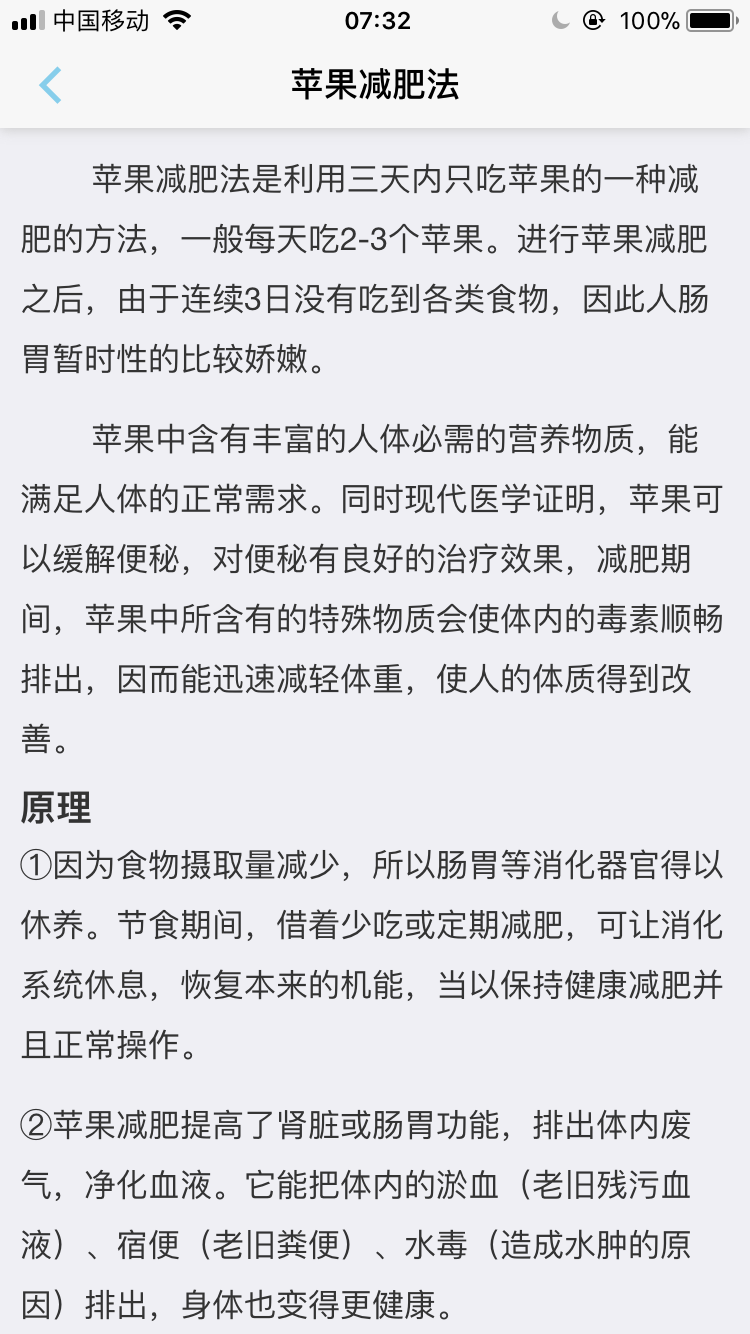 中国移动 07:32 100%
苹果减肥法
苹果减肥法是利用三天内只吃苹果的一种减
肥的方法，一般每天吃2-3个苹果。进行苹果减肥
之后，由于连续3日没有吃到各类食物，因此人肠
胃暂时性的比较娇嫩。
苹果中含有丰富的人体必需的营养物质，能
满足人体的正常需求。同时现代医学证明，苹果可
以缓解便秘，对便秘有良好的治疗效果，减肥期
间，苹果中所含有的特殊物质会使体内的毒素顺畅
排出，因而能迅速减轻体重，使人的体质得到改
善。
原理
①因为食物摄取量减少，所以肠胃等消化器官得以
休养。节食期间，借着少吃或定期减肥，可让消化
系统休息，恢复本来的机能，当以保持健康减肥并
且正常操作。
②苹果减肥提高了肾脏或肠胃功能，排出体内废
气，净化血液。它能把体内的淤血（老旧残污血
液）、宿便（老旧粪便）、水毒（造成水肿的原
因）排出，身体也变得更健康。